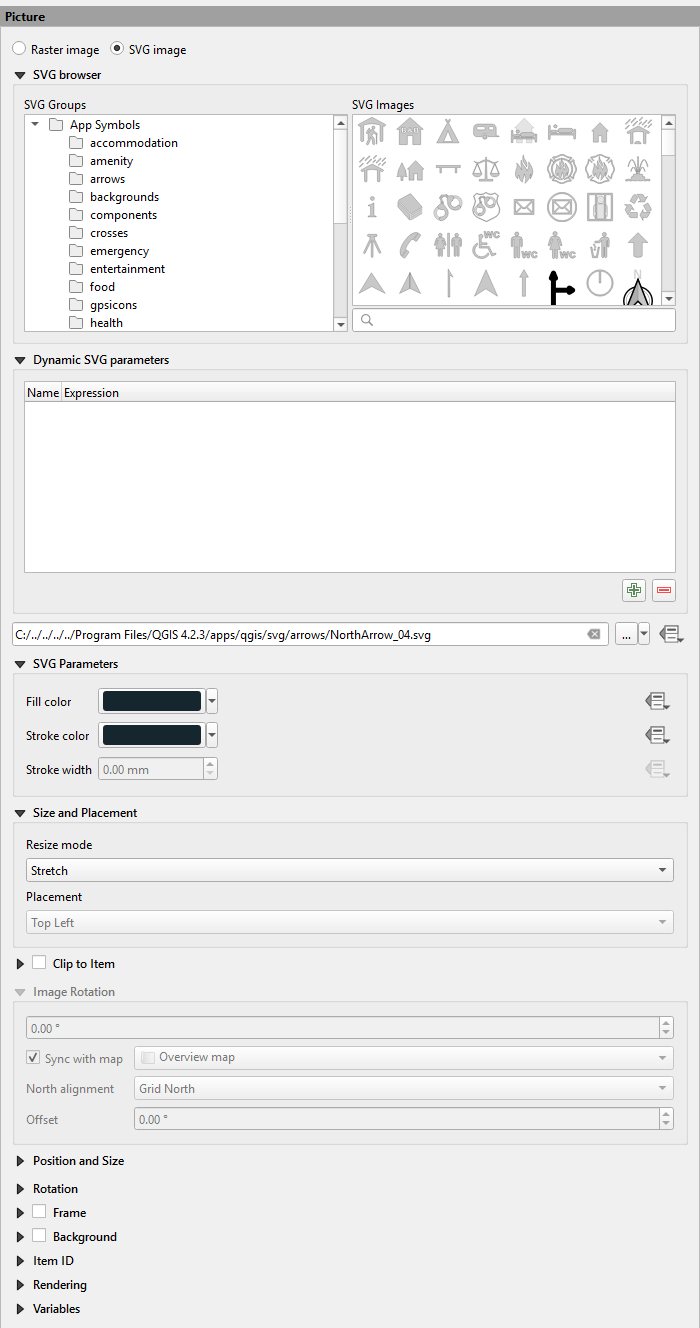 Picture
Raster image SVG image
SVG browser
SVG Groups SVG Images
App Symbols
accommodation
amenity
arrows
backgrounds
components
crosses
emergency
entertainment
food
gpsicons
health
B&B
WC
WC WC
N
Dynamic SVG parameters
Name Expression
C:/../../../../Program Files/QGIS 4.2.3/apps/qgis/svg/arrows/NorthArrow_04.svg ...
SVG Parameters
Fill color
Stroke color
Stroke width 0.00 mm
Size and Placement
Resize mode
Stretch
Placement
Top Left
Clip to Item
Image Rotation
0.00 °
Sync with map Overview map
North alignment Grid North
Offset 0.00 °
Position and Size
Rotation
Frame
Background
Item ID
Rendering
Variables